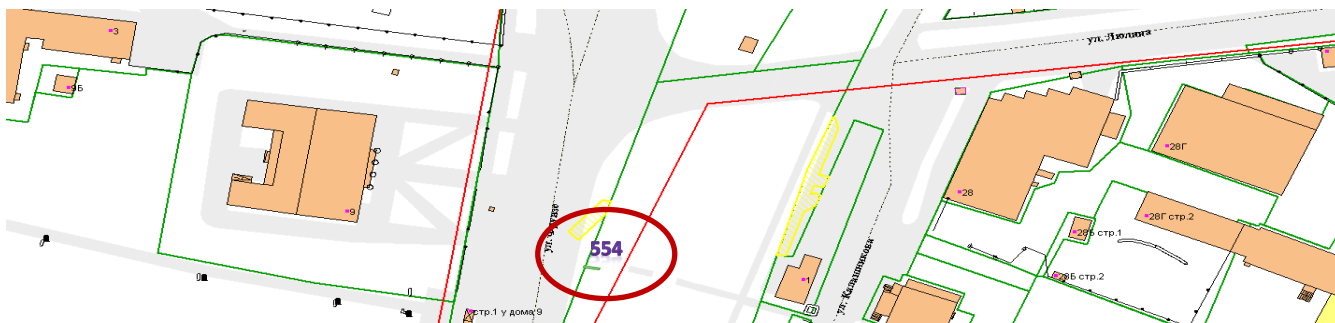 3
9Б
ул. Люлина
28Г
9
28
28Г стр.2
28Б стр.1
554
28Б стр.2
1
ул. Калашникова
стр.1 у дома 9